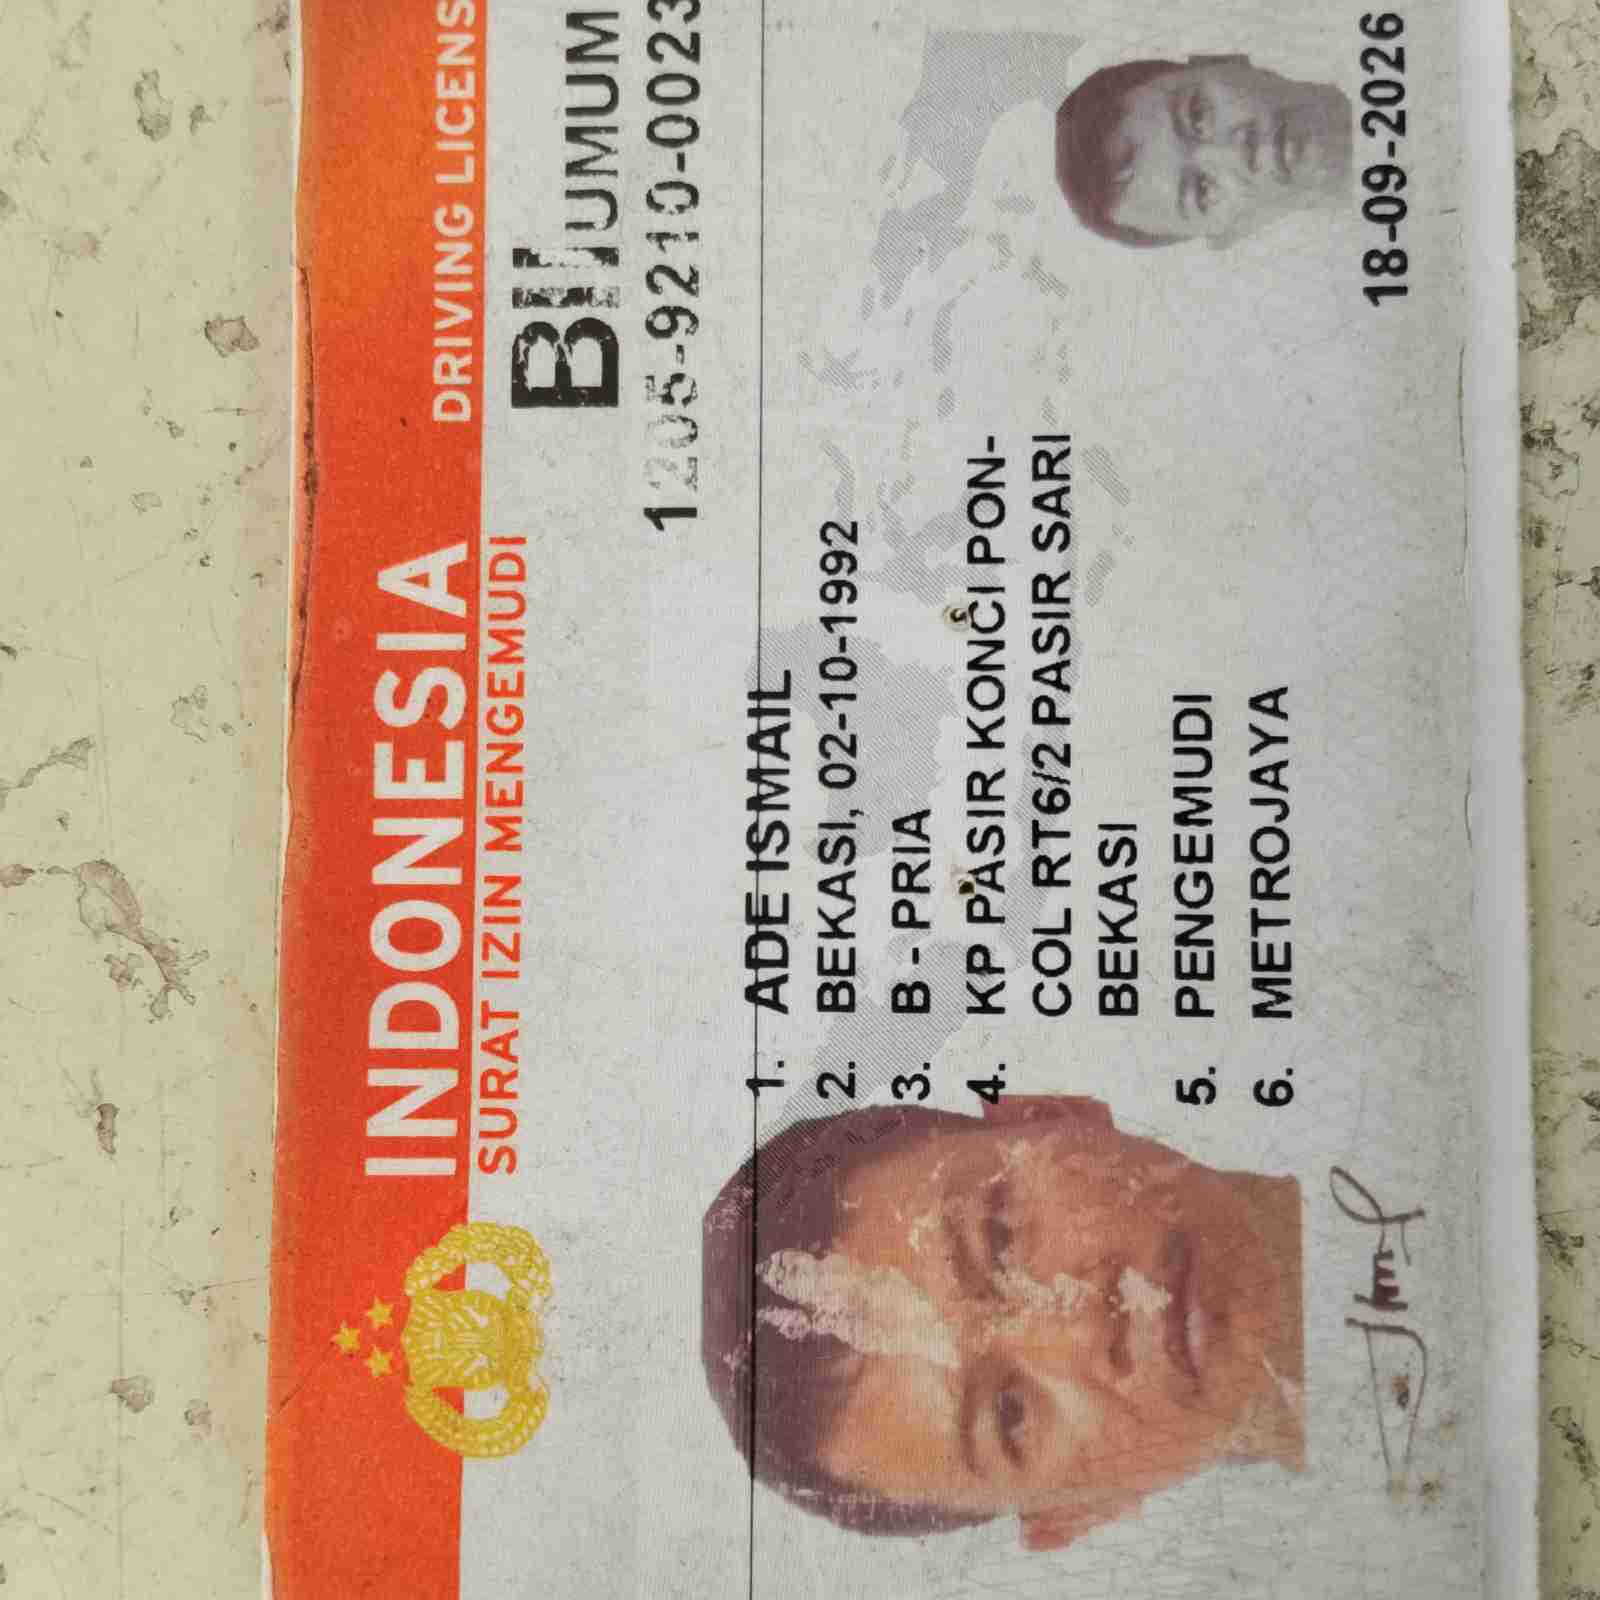 INDONESIA
SURAT IZIN MENGEMUDI
DRIVING LICENS
BII UMUM
1205-9210-0023
1. ADE ISMAIL
2. BEKASI, 02-10-1992
3. B - PRIA
4. KP PASIR KONCI PON-
COL RT6/2 PASIR SARI
BEKASI
5. PENGEMUDI
6. METROJAYA
18-09-2026